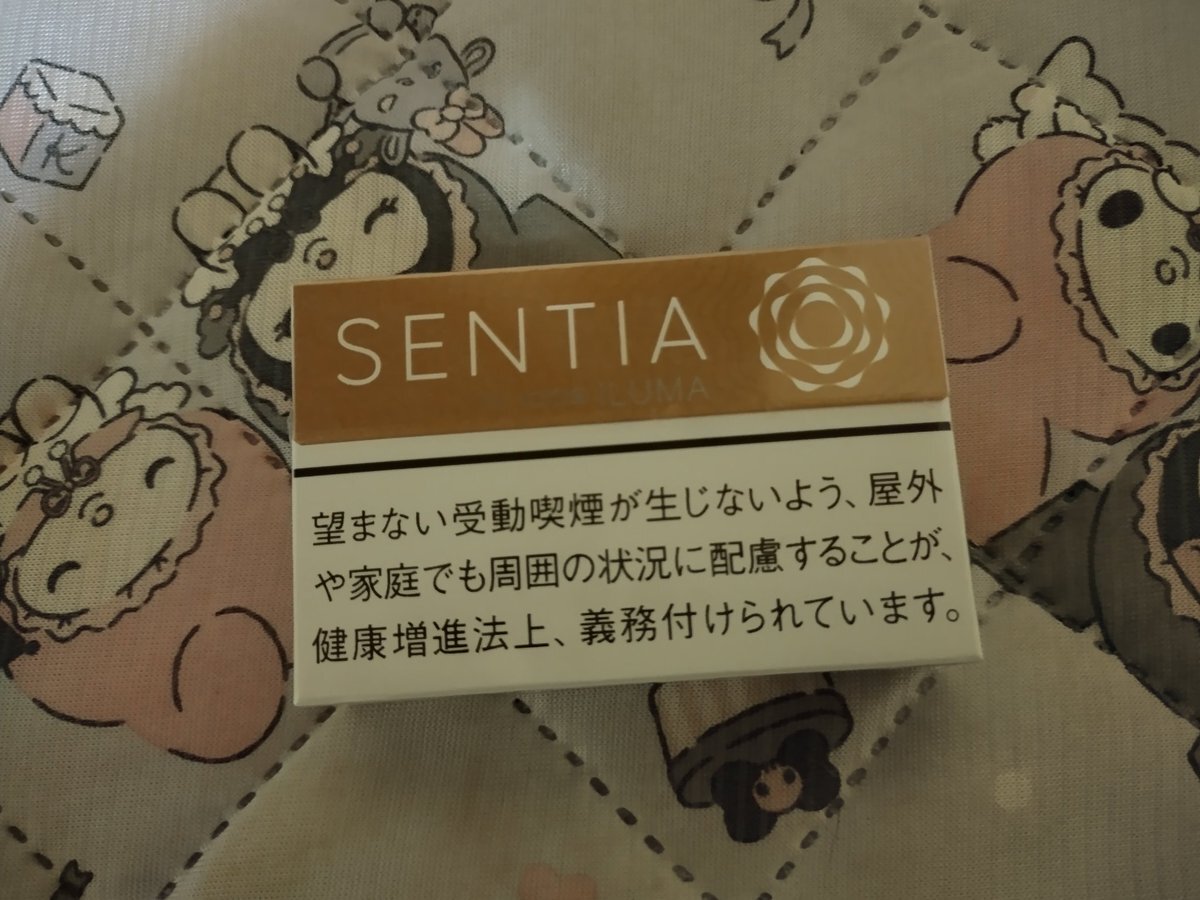 SENTIA
ILUMA
望まない受動喫煙が生じないよう、屋外
や家庭でも周囲の状況に配慮することが、
健康増進法上、義務付けられています。
K